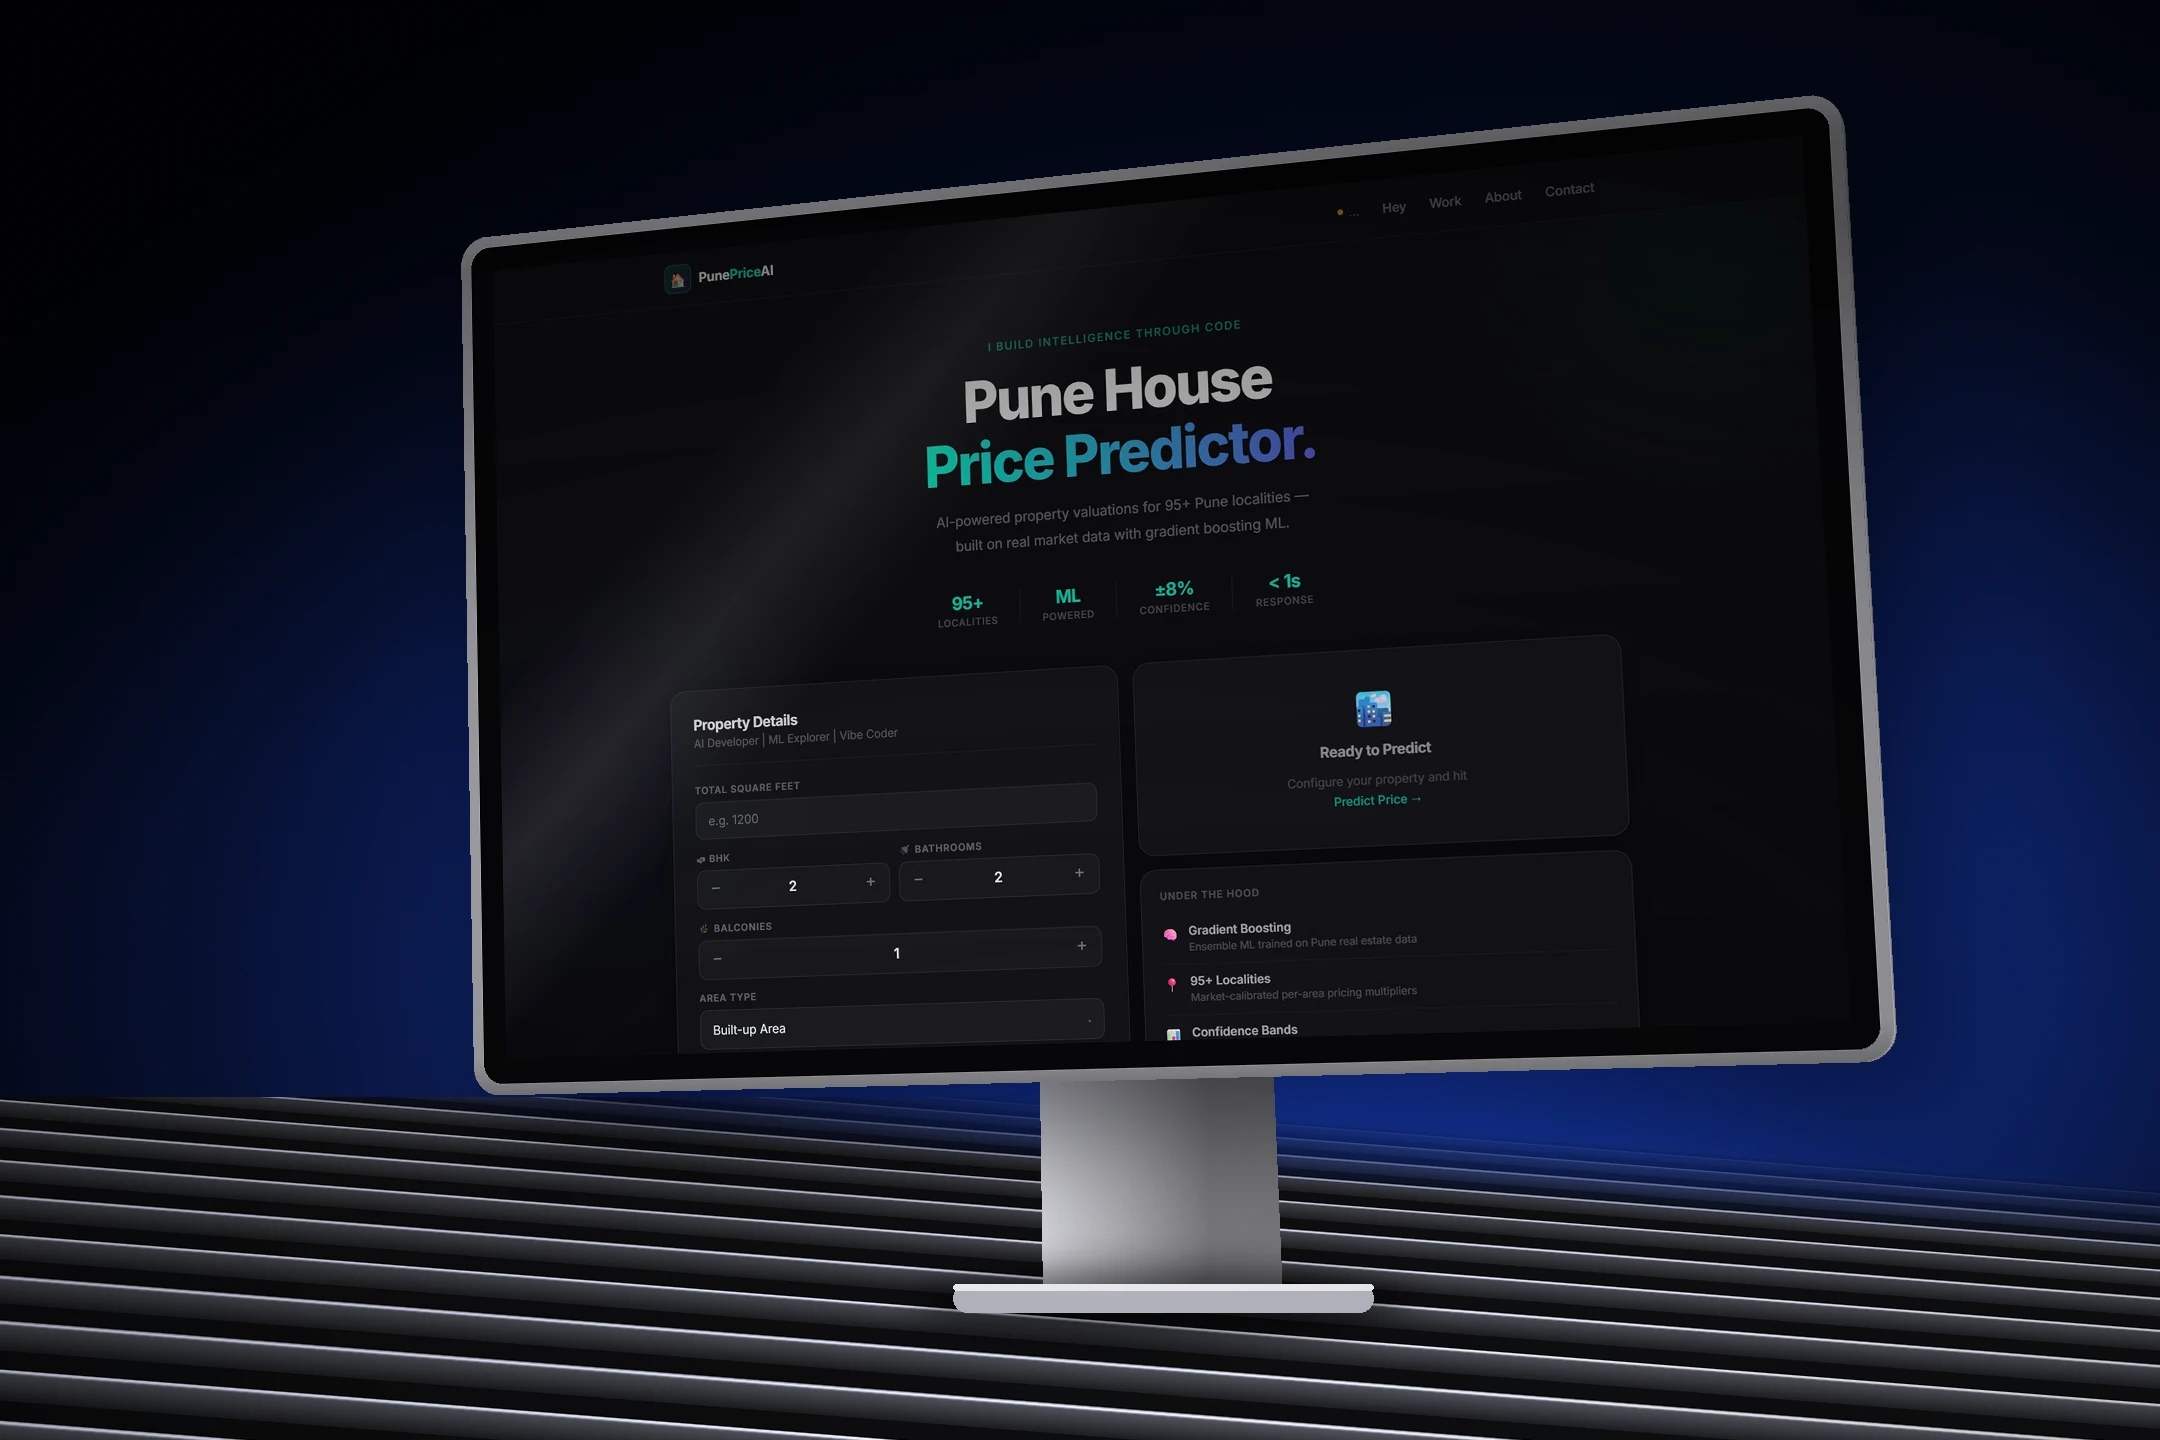 PunePriceAI
... Hey Work About Contact
I BUILD INTELLIGENCE THROUGH CODE
Pune House
Price Predictor.
AI-powered property valuations for 95+ Pune localities —
built on real market data with gradient boosting ML.
95+ ML ±8% < 1s
LOCALITIES POWERED CONFIDENCE RESPONSE
Property Details
AI Developer | ML Explorer | Vibe Coder
TOTAL SQUARE FEET
e.g. 1200
BHK BATHROOMS
− 2 + − 2 +
BALCONIES
− 1 +
AREA TYPE
Built-up Area
Ready to Predict
Configure your property and hit
Predict Price →
UNDER THE HOOD
Gradient Boosting
Ensemble ML trained on Pune real estate data
95+ Localities
Market-calibrated per-area pricing multipliers
Confidence Bands